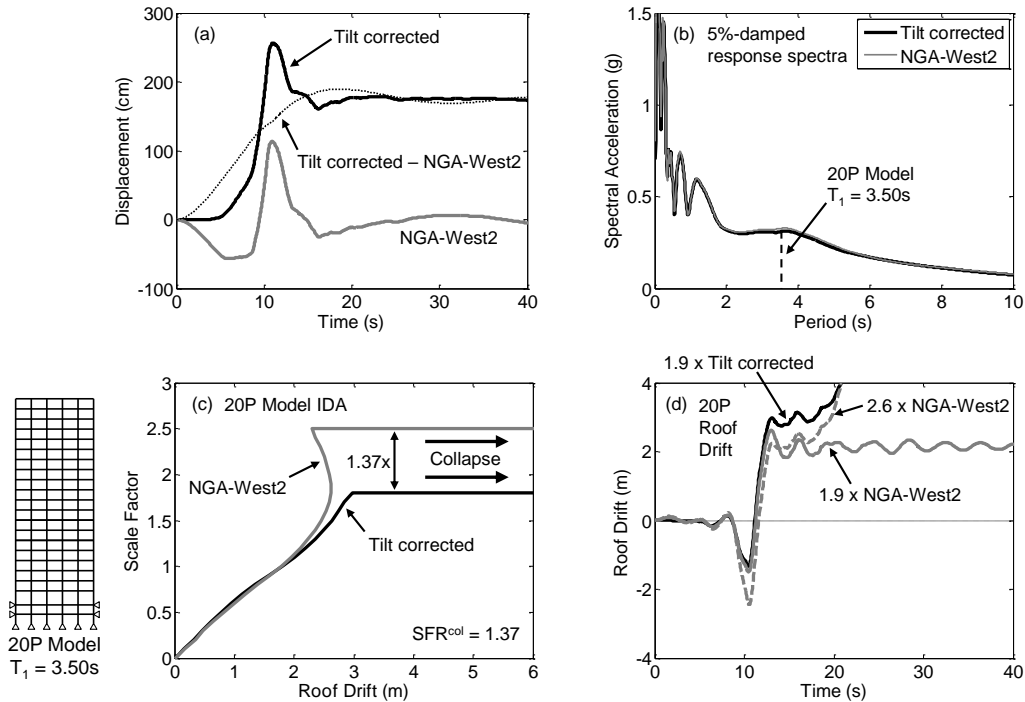 300
200
100
0
-100
0
10
20
30
40
Displacement (cm)
Time (s)
(a)
Tilt corrected
Tilt corrected – NGA-West2
NGA-West2
1.5
1
0.5
0
0
2
4
6
8
10
Spectral Acceleration (g)
Period (s)
(b)
5%-damped
response spectra
Tilt corrected
NGA-West2
20P Model
T1 = 3.50s
20P Model
T1 = 3.50s
3
2.5
2
1.5
1
0.5
0
0
1
2
3
4
5
6
Scale Factor
Roof Drift (m)
(c) 20P Model IDA
1.37x
Collapse
NGA-West2
Tilt corrected
SFRcol = 1.37
1.9 x Tilt corrected
4
2
0
-2
-4
0
10
20
30
40
Roof Drift (m)
Time (s)
(d)
20P
Roof
Drift
2.6 x NGA-West2
1.9 x NGA-West2